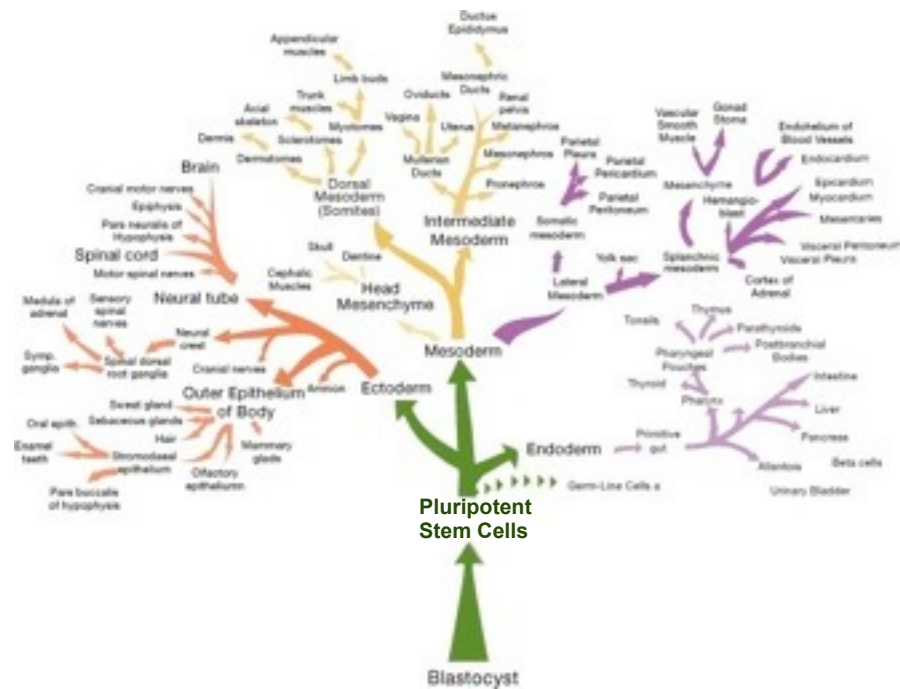 Ductus
Epididymus
Appendicular
muscles
Limb buds
Mesonephric
Ducts
Trunk
muscles
Oviducts
Renal
pelvis
Axial
skeleton
Myotomes
Vagina
Uterus
Metanephros
Dermis
Sclerotomes
Dermatomes
Mullerian
Ducts
Mesonephros
Pronephros
Dorsal
Mesoderm
(Somites)
Intermediate
Mesoderm
Parietal
Pleura
Parietal
Pericardium
Parietal
Peritoneum
Somatic
mesoderm
Vascular
Smooth
Muscle
Gonad
Stoma
Endothelium of
Blood Vessels
Endocardium
Epicardium
Myocardium
Mesentaries
Visceral Peritoneum
Visceral Pleura
Mesenchyme
Hemangio-
blast
Splanchnic
mesoderm
Cortex of
Adrenal
Yolk sac
Lateral
Mesoderm
Brain
Cranial motor nerves
Epiphysis
Pars neuralis of
Hypophysis
Spinal cord
Motor spinal nerves
Neural tube
Skull
Dentine
Cephalic
Muscles
Head
Mesenchyme
Medulla of
adrenal
Sensory
spinal
nerves
Neural
crest
Symp.
ganglia
Spinal dorsal
root ganglia
Cranial nerves
Mesoderm
Outer Epithelium
of Body
Amnion
Ectoderm
Sweat gland
Sebaceous glands
Oral epith.
Hair
Enamel
teeth
Stromodaeal
epithelium
Mammary
glads
Olfactory
epitheliumn
Pars buccalis
of hypophysis
Thymus
Tonsils
Parathyroids
Postbranchial
Bodies
Pharyngeal
Pouches
Thyroid
Pharynx
Intestine
Liver
Pancreas
Beta cells
Allantois
Urinary Bladder
Endoderm
Primitive
gut
Germ-Line Cells
Pluripotent
Stem Cells
Blastocyst